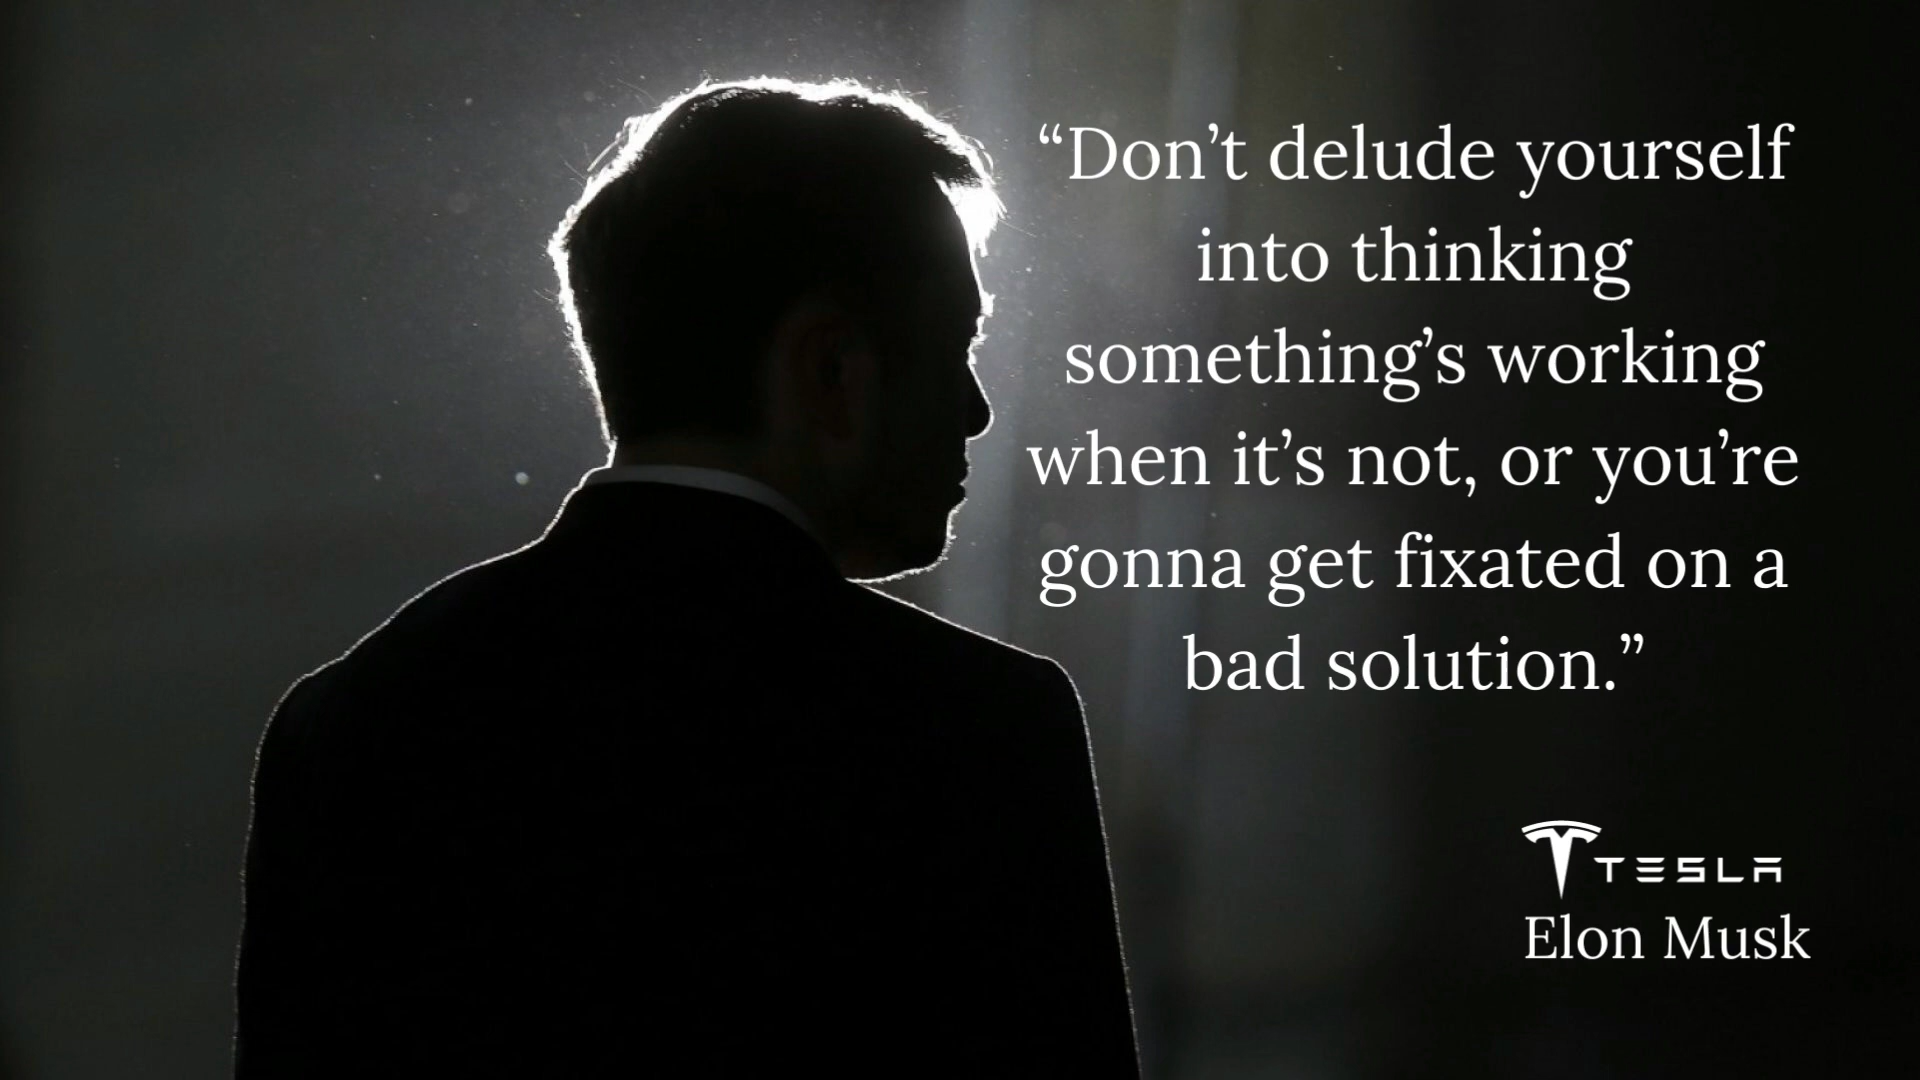 “Don’t delude yourself
into thinking
something’s working
when it’s not, or you’re
gonna get fixated on a
bad solution.”
TESLA
Elon Musk